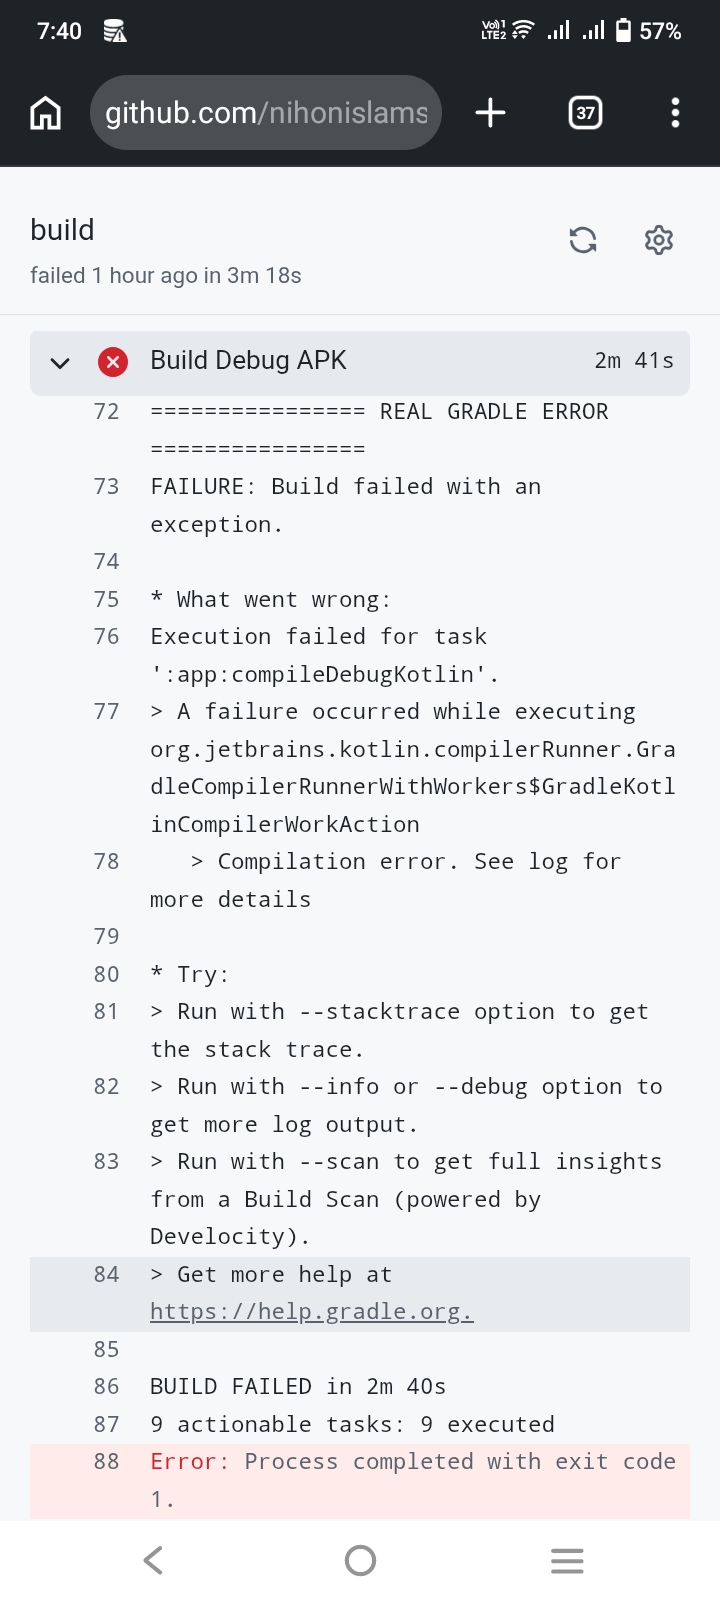 7:40
Vo)) 1
LTE2
57%
github.com/nihonislams
37
build
failed 1 hour ago in 3m 18s
Build Debug APK
2m 41s
72 ================ REAL GRADLE ERROR
================
73 FAILURE: Build failed with an
exception.
74
75 * What went wrong:
76 Execution failed for task
':app:compileDebugKotlin'.
77 > A failure occurred while executing
org.jetbrains.kotlin.compilerRunner.Gra
dleCompilerRunnerWithWorkers$GradleKotl
inCompilerWorkAction
78    > Compilation error. See log for
more details
79
80 * Try:
81 > Run with --stacktrace option to get
the stack trace.
82 > Run with --info or --debug option to
get more log output.
83 > Run with --scan to get full insights
from a Build Scan (powered by
Develocity).
84 > Get more help at
https://help.gradle.org.
85
86 BUILD FAILED in 2m 40s
87 9 actionable tasks: 9 executed
88 Error: Process completed with exit code
1.